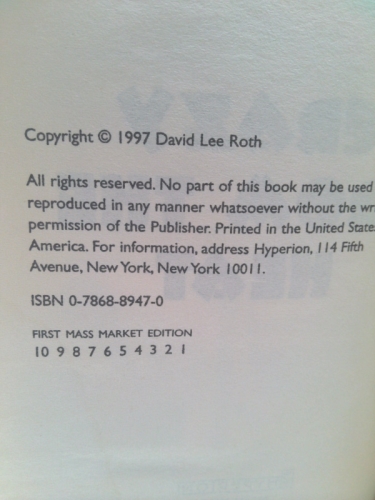 Copyright © 1997 David Lee Roth
All rights reserved. No part of this book may be used
reproduced in any manner whatsoever without the
permission of the Publisher. Printed in the United
America. For information, address Hyperion, 114 Fifth
Avenue, New York, New York 10011.
ISBN 0-7868-8947-0
FIRST MASS MARKET EDITION
10 9 8 7 6 5 4 3 2 1